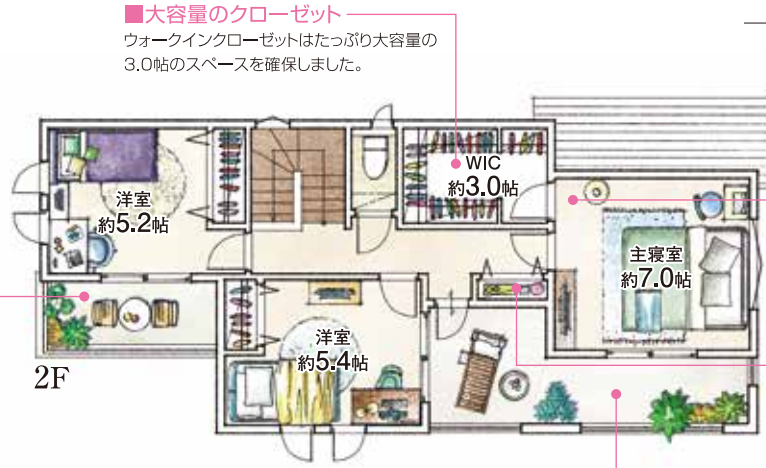 ■大容量のクローゼット
ウォークインクローゼットはたっぷり大容量の
3.0帖のスペースを確保しました。
WIC
約3.0帖
洋室
約5.2帖
主寝室
約7.0帖
洋室
約5.4帖
2F